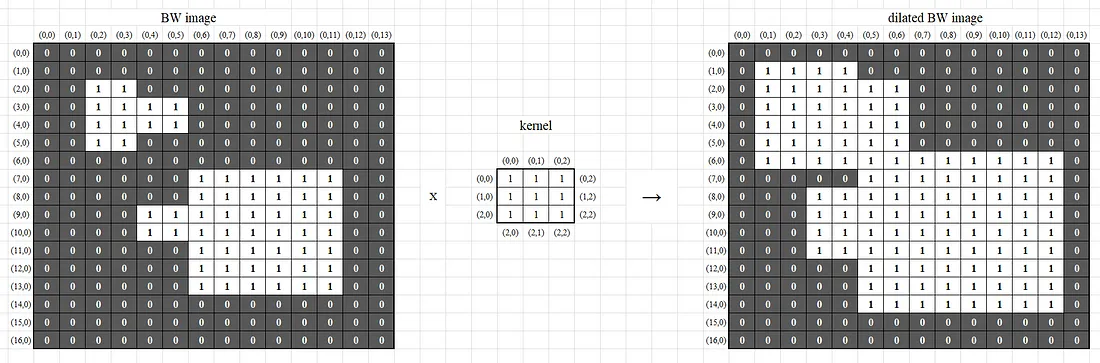 BW image
(0,0) (0,1) (0,2) (0,3) (0,4) (0,5) (0,6) (0,7) (0,8) (0,9) (0,10) (0,11) (0,12) (0,13)
(0,0) 0 0 0 0 0 0 0 0 0 0 0 0 0 0
(1,0) 0 0 0 0 0 0 0 0 0 0 0 0 0 0
(2,0) 0 0 1 1 0 0 0 0 0 0 0 0 0 0
(3,0) 0 0 1 1 1 1 0 0 0 0 0 0 0 0
(4,0) 0 0 1 1 1 1 0 0 0 0 0 0 0 0
(5,0) 0 0 1 1 0 0 0 0 0 0 0 0 0 0
(6,0) 0 0 0 0 0 0 0 0 0 0 0 0 0 0
(7,0) 0 0 0 0 0 0 1 1 1 1 1 1 0 0
(8,0) 0 0 0 0 0 0 1 1 1 1 1 1 0 0
(9,0) 0 0 0 0 1 1 1 1 1 1 1 1 0 0
(10,0) 0 0 0 0 1 1 1 1 1 1 1 1 0 0
(11,0) 0 0 0 0 0 0 1 1 1 1 1 1 0 0
(12,0) 0 0 0 0 0 0 1 1 1 1 1 1 0 0
(13,0) 0 0 0 0 0 0 1 1 1 1 1 1 0 0
(14,0) 0 0 0 0 0 0 0 0 0 0 0 0 0 0
(15,0) 0 0 0 0 0 0 0 0 0 0 0 0 0 0
(16,0) 0 0 0 0 0 0 0 0 0 0 0 0 0 0
x
kernel
(0,0) (0,1) (0,2)
(0,0) 1 1 1 (0,2)
(1,0) 1 1 1 (1,2)
(2,0) 1 1 1 (2,2)
(2,0) (2,1) (2,2)
→
dilated BW image
(0,0) (0,1) (0,2) (0,3) (0,4) (0,5) (0,6) (0,7) (0,8) (0,9) (0,10) (0,11) (0,12) (0,13)
(0,0) 0 0 0 0 0 0 0 0 0 0 0 0 0 0
(1,0) 0 1 1 1 1 0 0 0 0 0 0 0 0 0
(2,0) 0 1 1 1 1 1 1 0 0 0 0 0 0 0
(3,0) 0 1 1 1 1 1 1 0 0 0 0 0 0 0
(4,0) 0 1 1 1 1 1 1 0 0 0 0 0 0 0
(5,0) 0 1 1 1 1 1 1 0 0 0 0 0 0 0
(6,0) 0 1 1 1 1 1 1 1 1 1 1 1 1 0
(7,0) 0 0 0 0 0 1 1 1 1 1 1 1 1 0
(8,0) 0 0 0 1 1 1 1 1 1 1 1 1 1 0
(9,0) 0 0 0 1 1 1 1 1 1 1 1 1 1 0
(10,0) 0 0 0 1 1 1 1 1 1 1 1 1 1 0
(11,0) 0 0 0 1 1 1 1 1 1 1 1 1 1 0
(12,0) 0 0 0 0 0 1 1 1 1 1 1 1 1 0
(13,0) 0 0 0 0 0 1 1 1 1 1 1 1 1 0
(14,0) 0 0 0 0 0 1 1 1 1 1 1 1 1 0
(15,0) 0 0 0 0 0 0 0 0 0 0 0 0 0 0
(16,0) 0 0 0 0 0 0 0 0 0 0 0 0 0 0